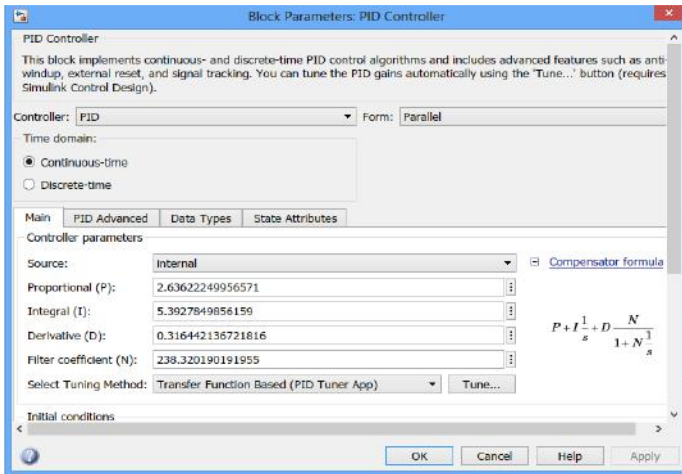 Block Parameters: PID Controller
PID Controller
This block implements continuous- and discrete-time PID control algorithms and includes advanced features such as anti-
windup, external reset, and signal tracking. You can tune the PID gains automatically using the 'Tune...' button (requires
Simulink Control Design).
Controller: PID Form: Parallel
Time domain:
Continuous-time
Discrete-time
Main PID Advanced Data Types State Attributes
Controller parameters
Source: internal Compensator formula
Proportional (P): 2.63622249956571
Integral (I): 5.3927849856159
Derivative (D): 0.316442136721816
P + I 1/s + D N/(1 + N 1/s)
Filter coefficient (N): 238.320190191955
Select Tuning Method: Transfer Function Based (PID Tuner App) Tune...
Initial conditions
OK Cancel Help Apply